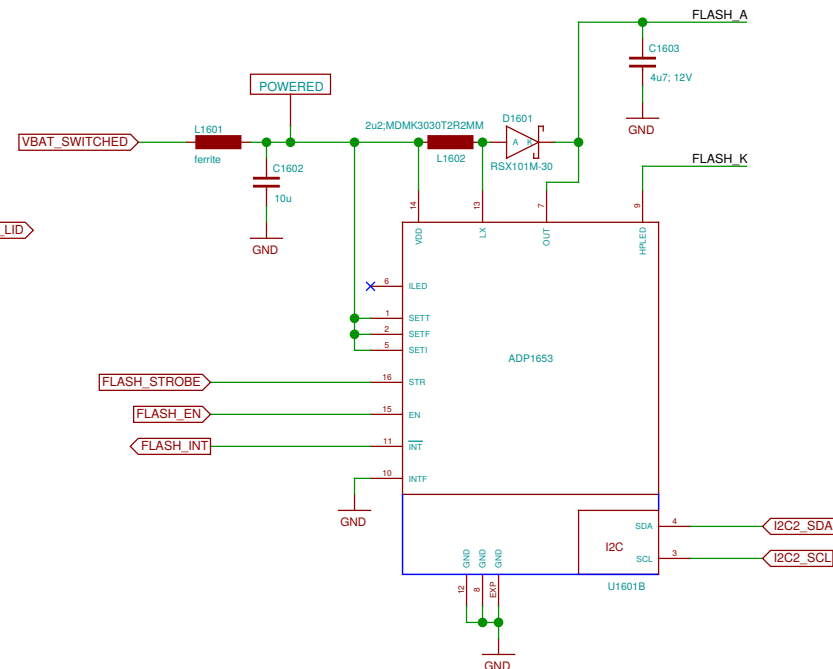 FLASH_A
C1603
4u7; 12V
GND
POWERED
L1601
ferrite
VBAT_SWITCHED
C1602
10u
GND
2u2;MDMK3030T2R2MM
L1602
D1601
A K
RSX101M-30
FLASH_K
_LID
14
13
7
9
VDD
LX
OUT
HPLED
6 ILED
1 SETT
2 SETF
5 SETI
ADP1653
FLASH_STROBE 16 STR
FLASH_EN 15 EN
FLASH_INT 11 INT
10 INTF
GND
I2C
SDA 4 I2C2_SDA
SCL 3 I2C2_SCL
GND
GND
GND
12
8
EXP
U1601B
GND